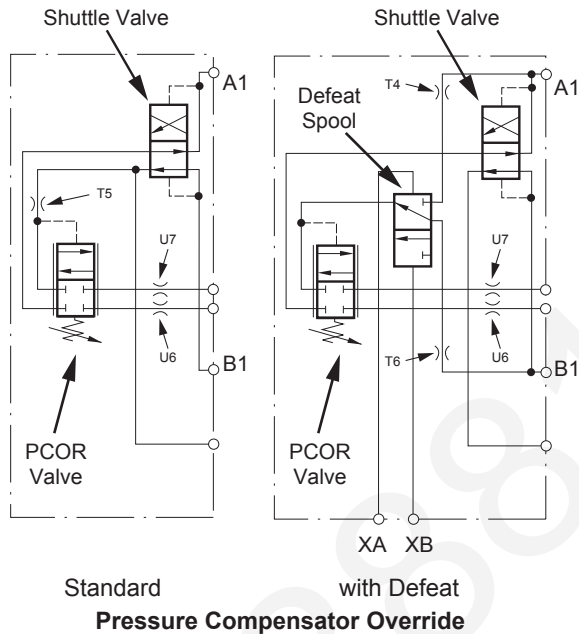 Shuttle Valve
A1
T5
U7
U6
B1
PCOR
Valve
Standard
Shuttle Valve
T4
A1
Defeat
Spool
U7
U6
T6
B1
PCOR
Valve
XA
XB
with Defeat
Pressure Compensator Override